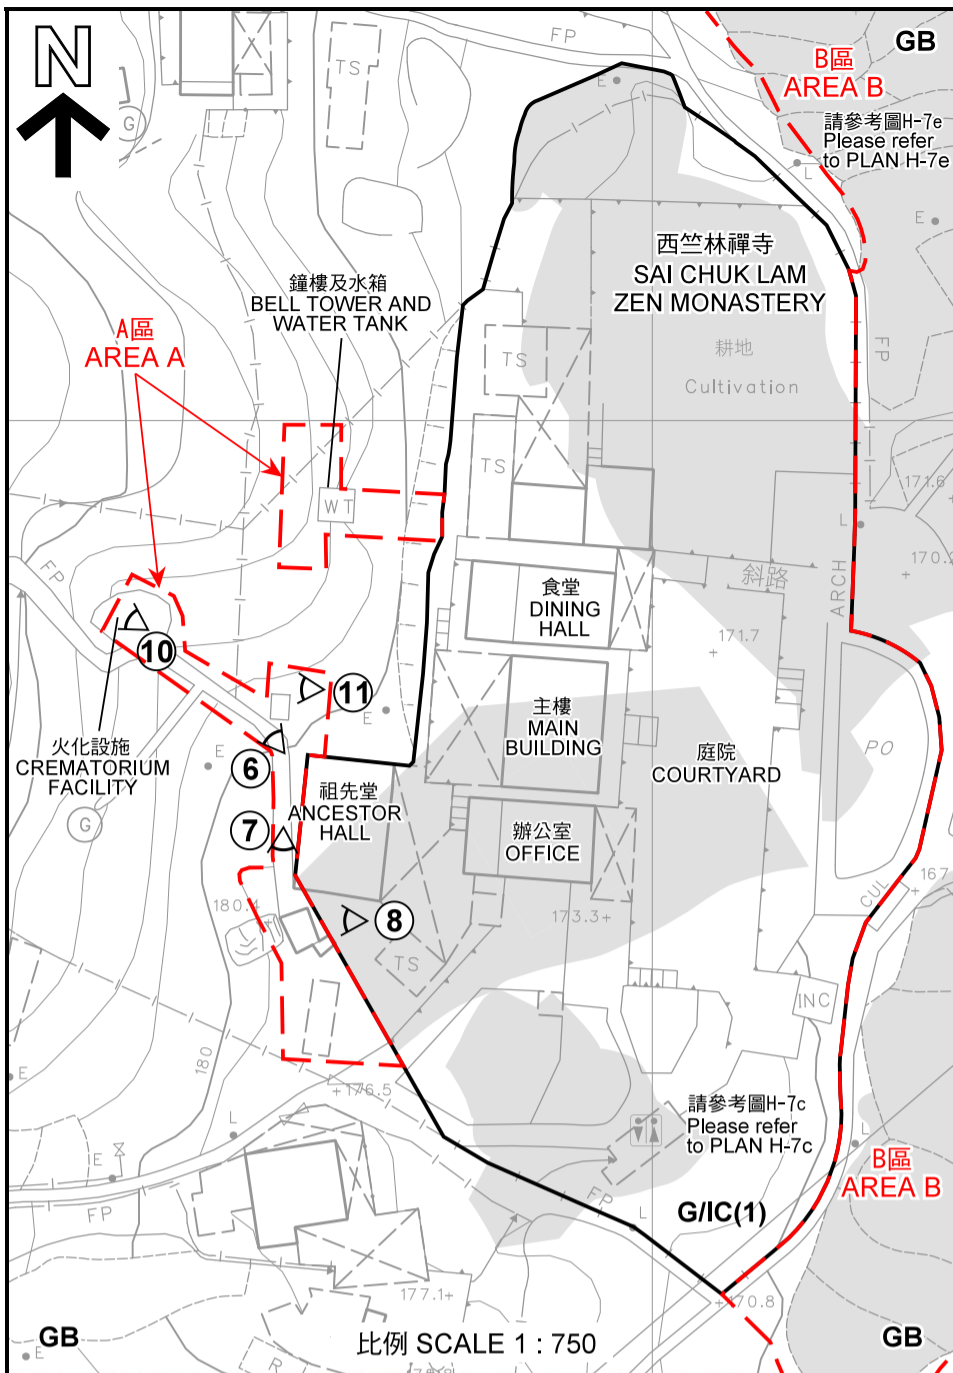 N
FP
GB
B區
AREA B
TS
E
G
請參考圖H-7e
Please refer
to PLAN H-7e
L
E
西竺林禪寺
SAI CHUK LAM
ZEN MONASTERY
鐘樓及水箱
BELL TOWER AND
WATER TANK
A區
AREA A
耕地
Cultivation
FP
TS
TS
WT
171.6
L
170.
FP
食堂
DINING
HALL
斜路
ARCH
171.7
+
10
11
E
主樓
MAIN
BUILDING
庭院
COURTYARD
PO
火化設施
CREMATORIUM
FACILITY
E
6
祖先堂
ANCESTOR
HALL
G
7
辦公室
OFFICE
CUL
167
180.4
8
173.3+
TS
INC
180
E
+176.5
請參考圖H-7c
Please refer
to PLAN H-7c
L
L
E
B區
AREA B
FP
FP
L
G/IC(1)
177.1+
+170.8
GB
比例 SCALE 1 : 750
GB
E
R